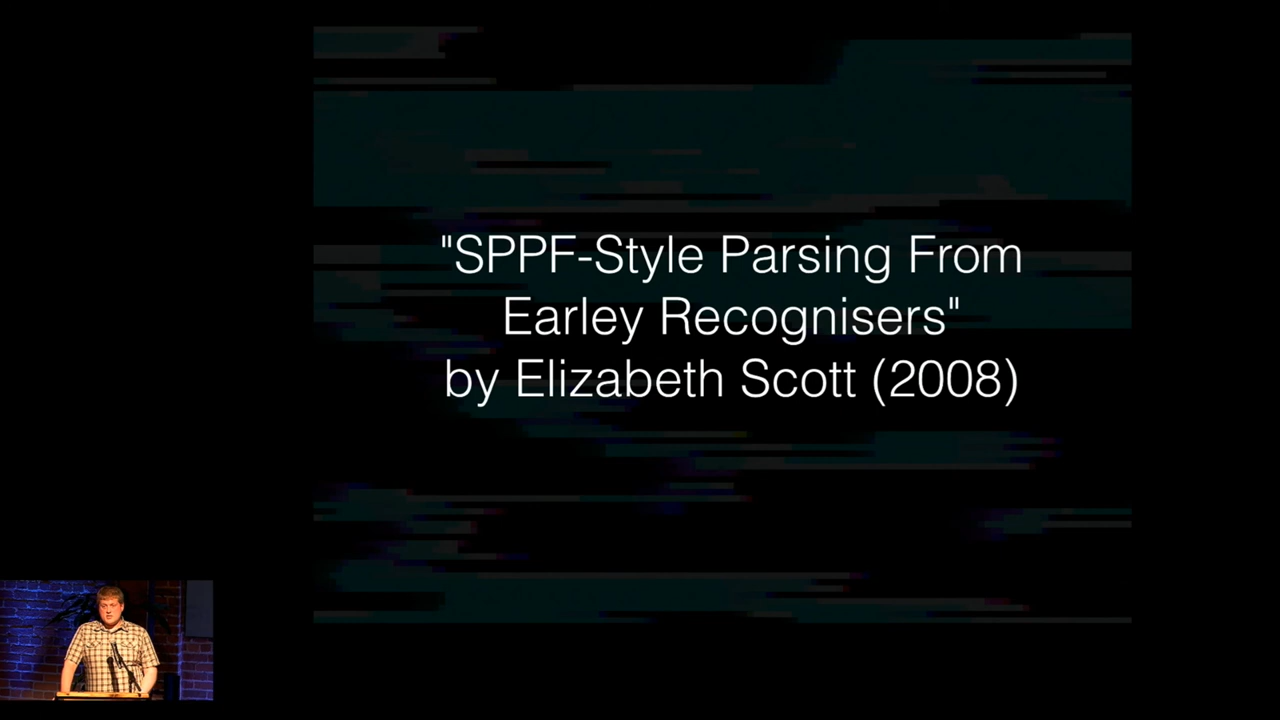 "SPPF-Style Parsing From
Earley Recognisers"
by Elizabeth Scott (2008)